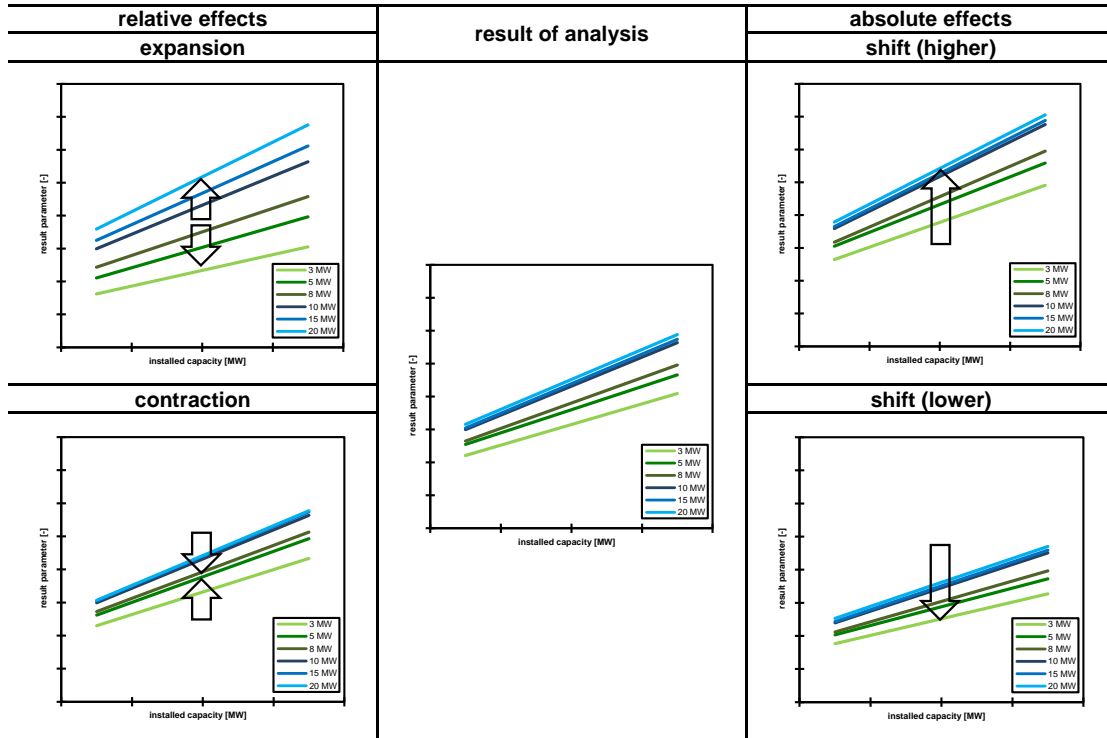 relative effects
expansion
result parameter [-]
3 MW
5 MW
8 MW
10 MW
15 MW
20 MW
installed capacity [MW]
contraction
result parameter [-]
3 MW
5 MW
8 MW
10 MW
15 MW
20 MW
installed capacity [MW]
result of analysis
result parameter [-]
3 MW
5 MW
8 MW
10 MW
15 MW
20 MW
installed capacity [MW]
absolute effects
shift (higher)
result parameter [-]
3 MW
5 MW
8 MW
10 MW
15 MW
20 MW
installed capacity [MW]
shift (lower)
result parameter [-]
3 MW
5 MW
8 MW
10 MW
15 MW
20 MW
installed capacity [MW]